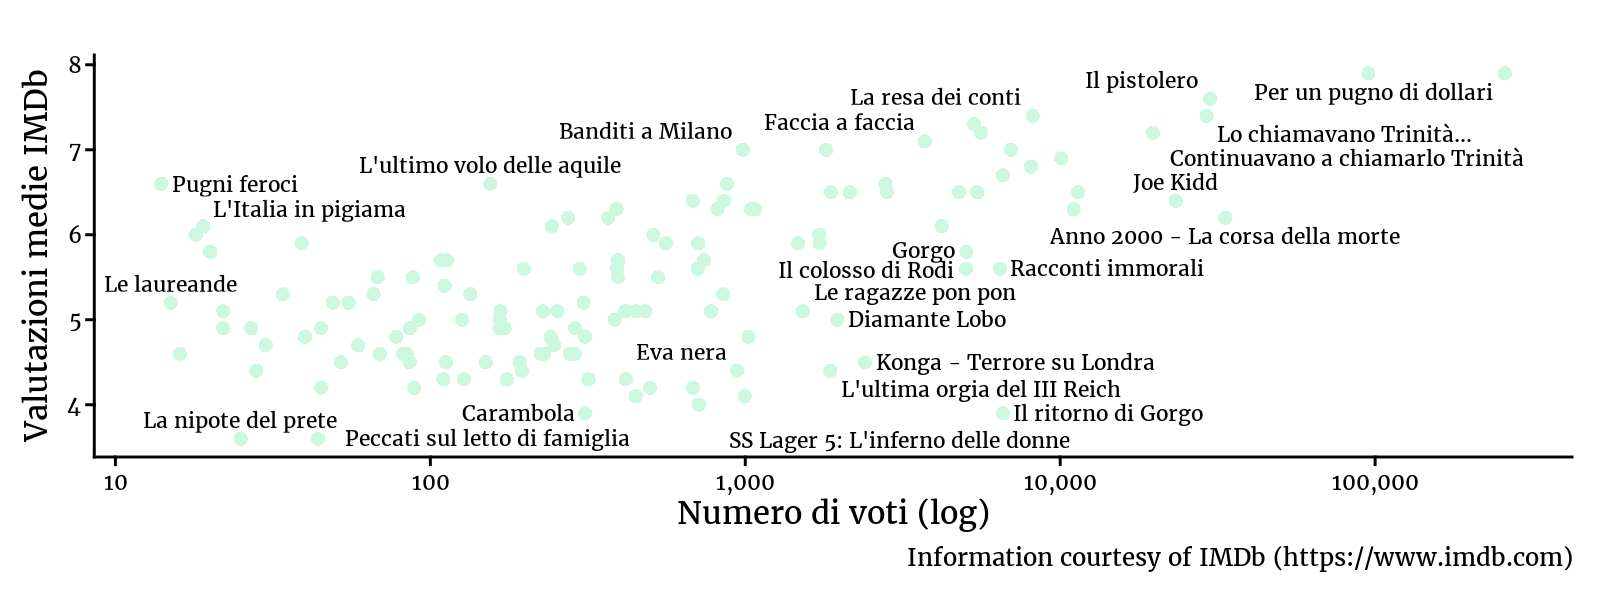 Valutazioni medie IMDb
8
7
6
5
4
Il pistolero
Per un pugno di dollari
La resa dei conti
Faccia a faccia
Banditi a Milano
Lo chiamavano Trinità...
Continuavano a chiamarlo Trinità
L'ultimo volo delle aquile
Pugni feroci
Joe Kidd
L'Italia in pigiama
Anno 2000 - La corsa della morte
Gorgo
Il colosso di Rodi
Racconti immorali
Le laureande
Le ragazze pon pon
Diamante Lobo
Eva nera
Konga - Terrore su Londra
L'ultima orgia del III Reich
La nipote del prete
Carambola
Il ritorno di Gorgo
Peccati sul letto di famiglia
SS Lager 5: L'inferno delle donne
10
100
1,000
10,000
100,000
Numero di voti (log)
Information courtesy of IMDb (https://www.imdb.com)